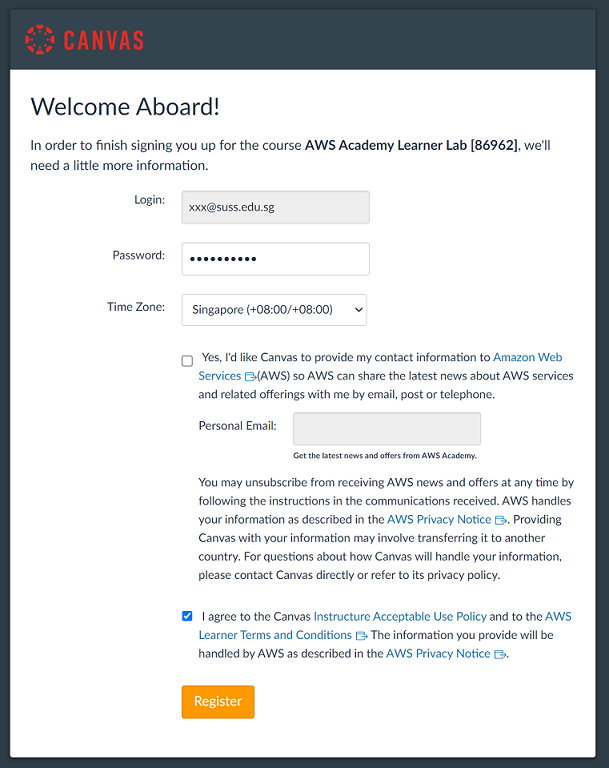 CANVAS
Welcome Aboard!
In order to finish signing you up for the course AWS Academy Learner Lab [86962], we'll
need a little more information.
Login: xxx@suss.edu.sg
Password: ••••••••••
Time Zone: Singapore (+08:00/+08:00)
Yes, I'd like Canvas to provide my contact information to Amazon Web
Services (AWS) so AWS can share the latest news about AWS services
and related offerings with me by email, post or telephone.
Personal Email:
Get the latest news and offers from AWS Academy.
You may unsubscribe from receiving AWS news and offers at any time by
following the instructions in the communications received. AWS handles
your information as described in the AWS Privacy Notice. Providing
Canvas with your information may involve transferring it to another
country. For questions about how Canvas will handle your information,
please contact Canvas directly or refer to its privacy policy.
I agree to the Canvas Instructure Acceptable Use Policy and to the AWS
Learner Terms and Conditions The information you provide will be
handled by AWS as described in the AWS Privacy Notice.
Register